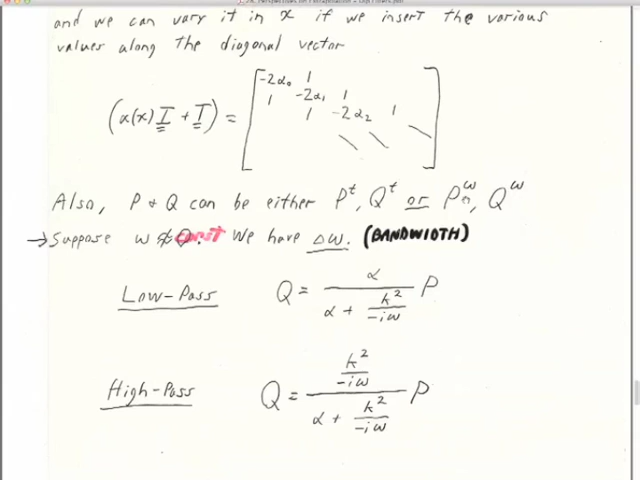 and we can vary it in x if we insert the various
values along the diagonal vector
(α(x) I + T) = [ -2α₀ 1
1 -2α₁ 1
1 -2α₂ 1 ]
Also, P + Q can be either Pᵗ, Qᵗ or Pʷ, Qʷ
→ Suppose w ≠ const. We have Δw. (BANDWIDTH)
Low-Pass Q = α / (α + k²/-iω) P
High-Pass Q = (k²/-iω) / (α + k²/-iω) P